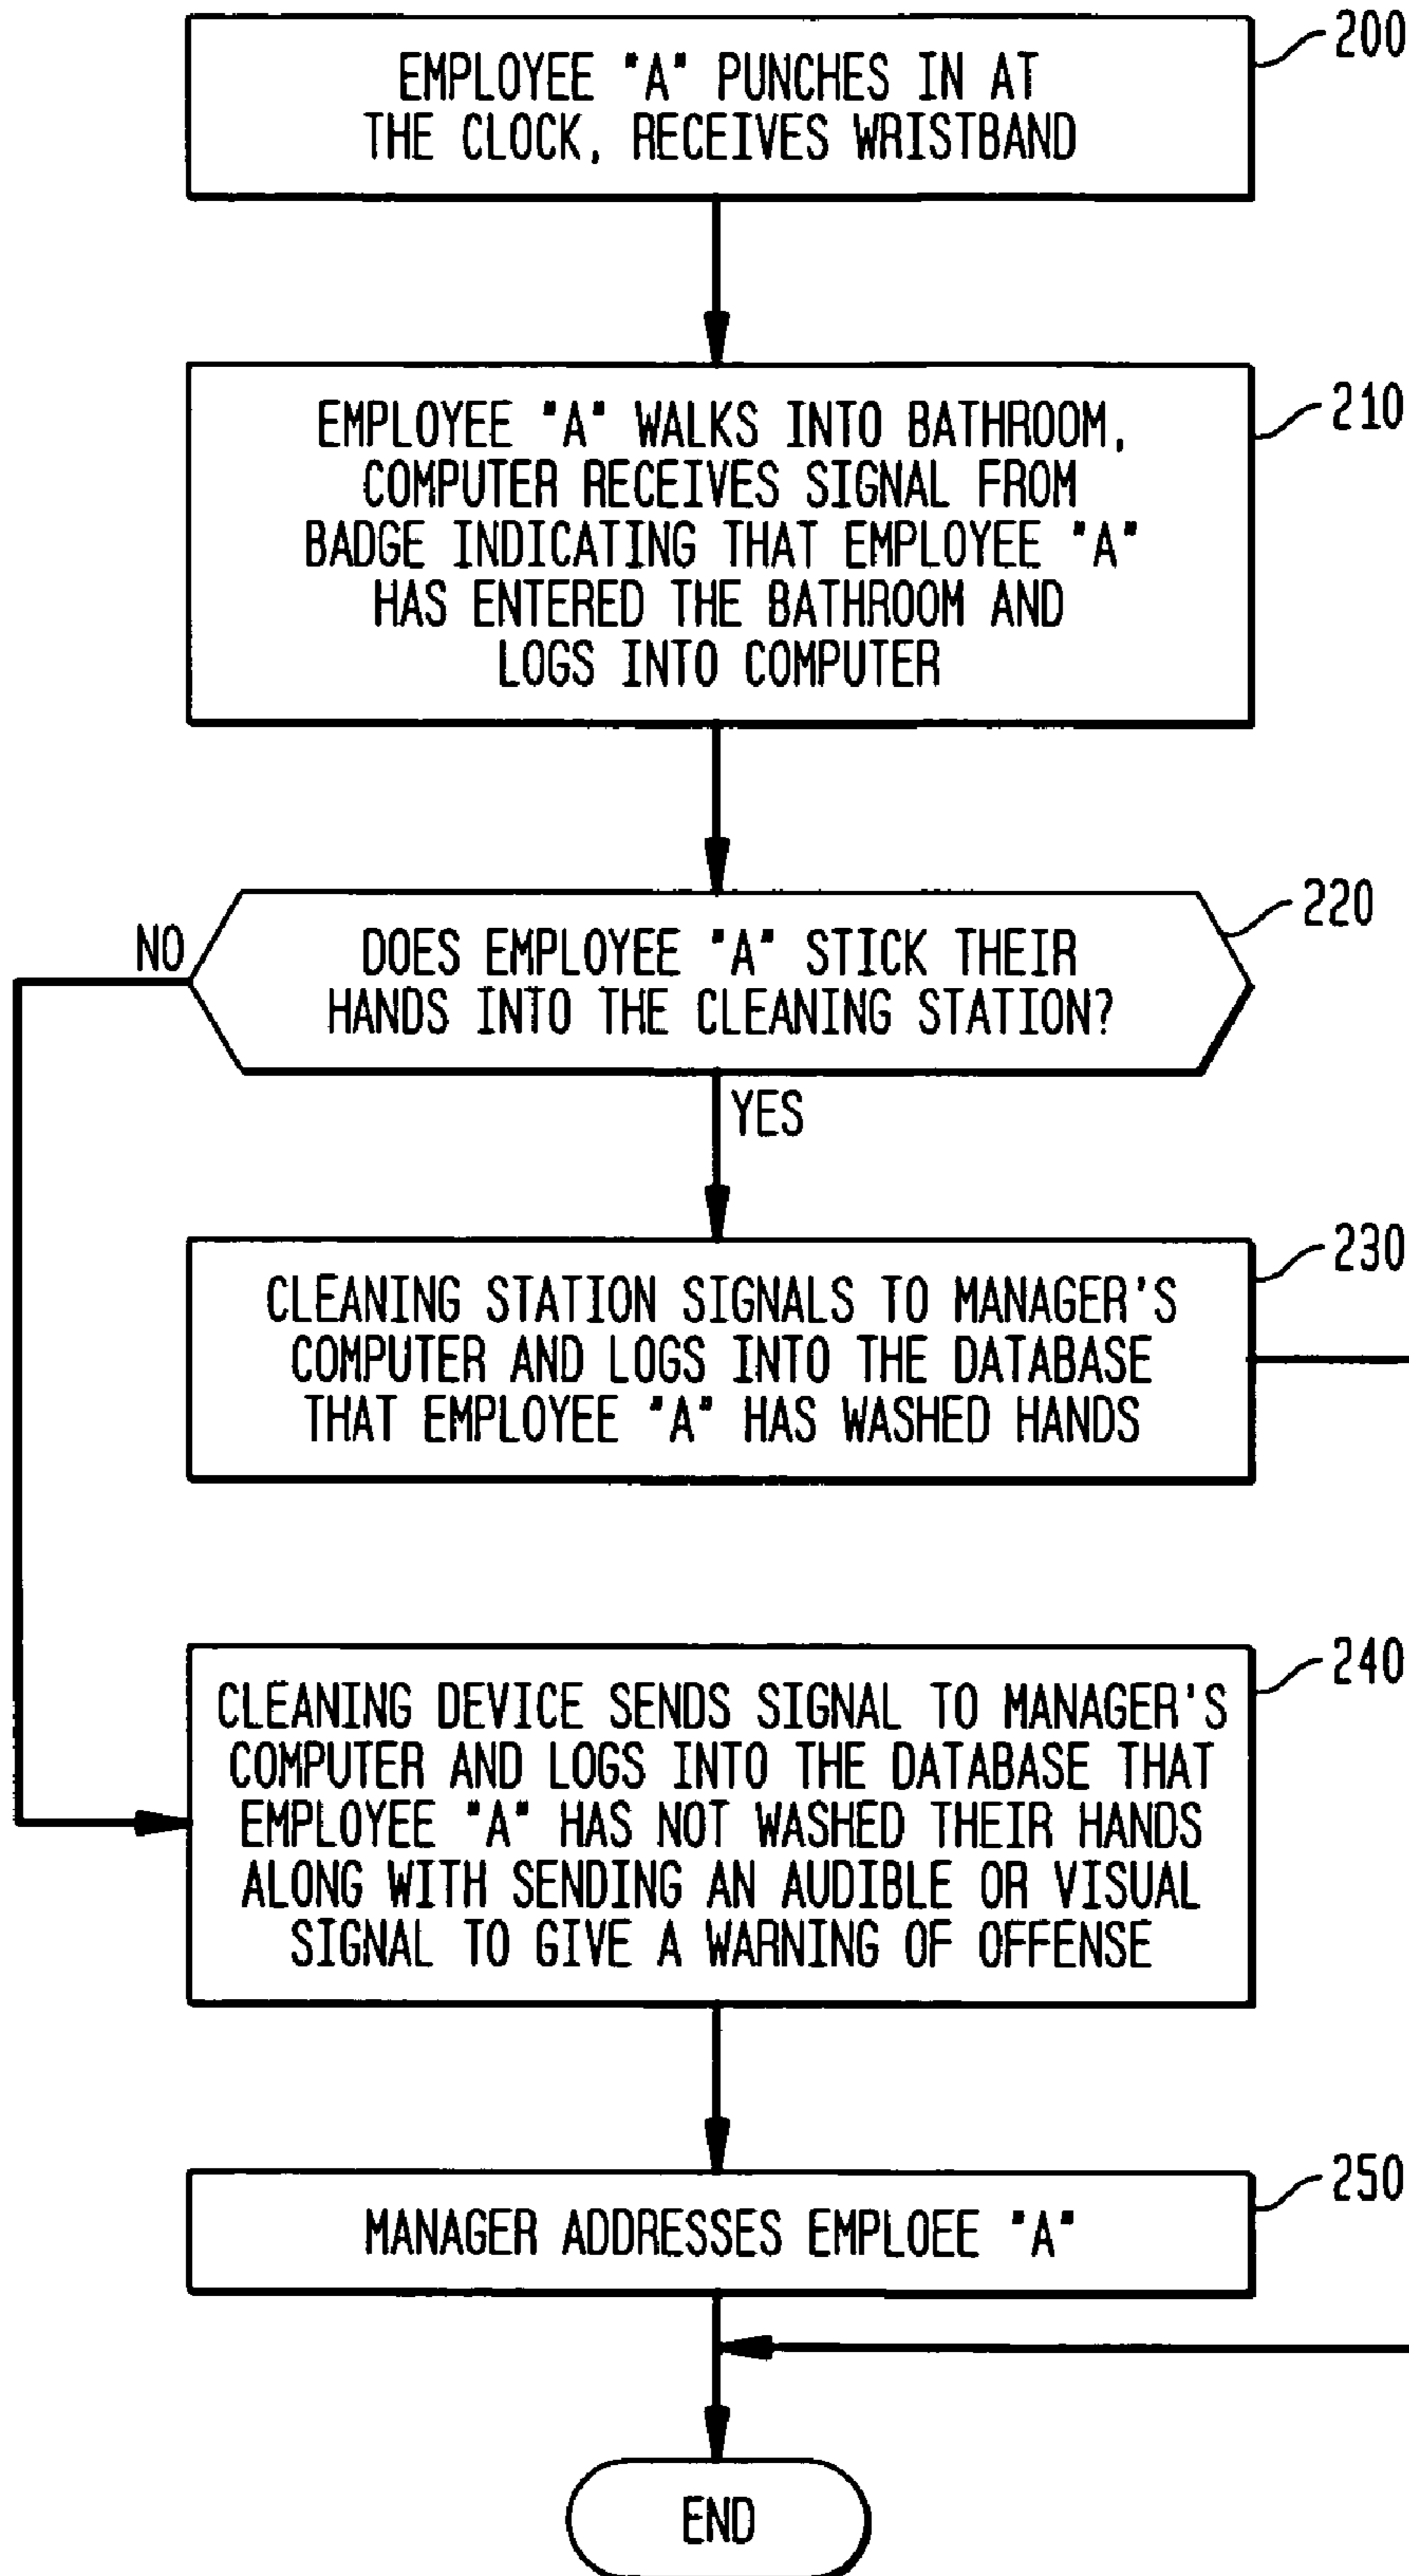 200
EMPLOYEE "A" PUNCHES IN AT
THE CLOCK, RECEIVES WRISTBAND
210
EMPLOYEE "A" WALKS INTO BATHROOM,
COMPUTER RECEIVES SIGNAL FROM
BADGE INDICATING THAT EMPLOYEE "A"
HAS ENTERED THE BATHROOM AND
LOGS INTO COMPUTER
220
NO
DOES EMPLOYEE "A" STICK THEIR
HANDS INTO THE CLEANING STATION?
YES
230
CLEANING STATION SIGNALS TO MANAGER'S
COMPUTER AND LOGS INTO THE DATABASE
THAT EMPLOYEE "A" HAS WASHED HANDS
240
CLEANING DEVICE SENDS SIGNAL TO MANAGER'S
COMPUTER AND LOGS INTO THE DATABASE THAT
EMPLOYEE "A" HAS NOT WASHED THEIR HANDS
ALONG WITH SENDING AN AUDIBLE OR VISUAL
SIGNAL TO GIVE A WARNING OF OFFENSE
250
MANAGER ADDRESSES EMPLOEE "A"
END